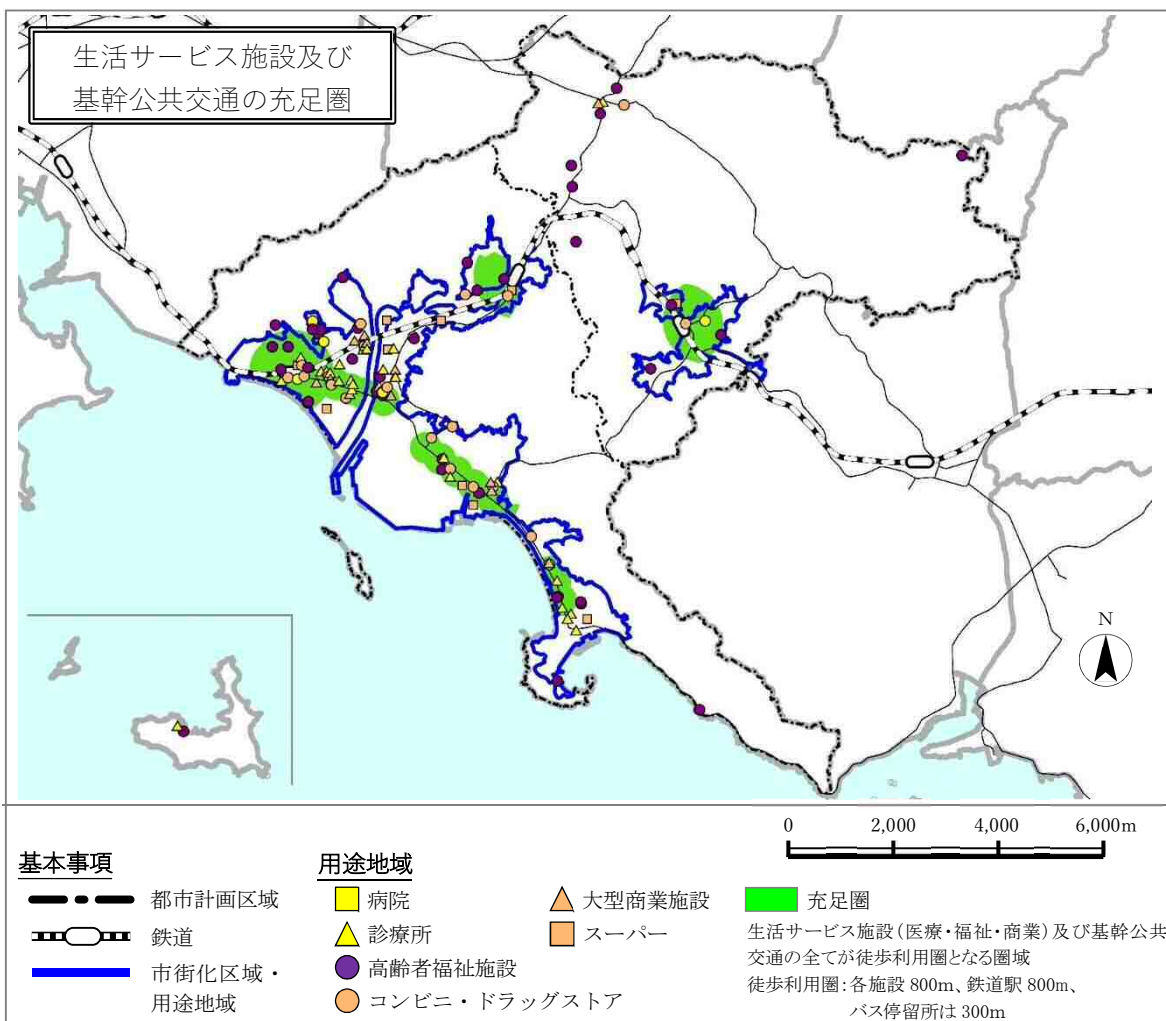 生活サービス施設及び
基幹公共交通の充足圏
N
0 2,000 4,000 6,000m
基本事項
都市計画区域
鉄道
市街化区域・
用途地域
用途地域
病院
診療所
高齢者福祉施設
コンビニ・ドラッグストア
大型商業施設
スーパー
充足圏
生活サービス施設(医療・福祉・商業)及び基幹公共
交通の全てが徒歩利用圏となる圏域
徒歩利用圏:各施設 800m、鉄道駅 800m、
バス停留所は 300m